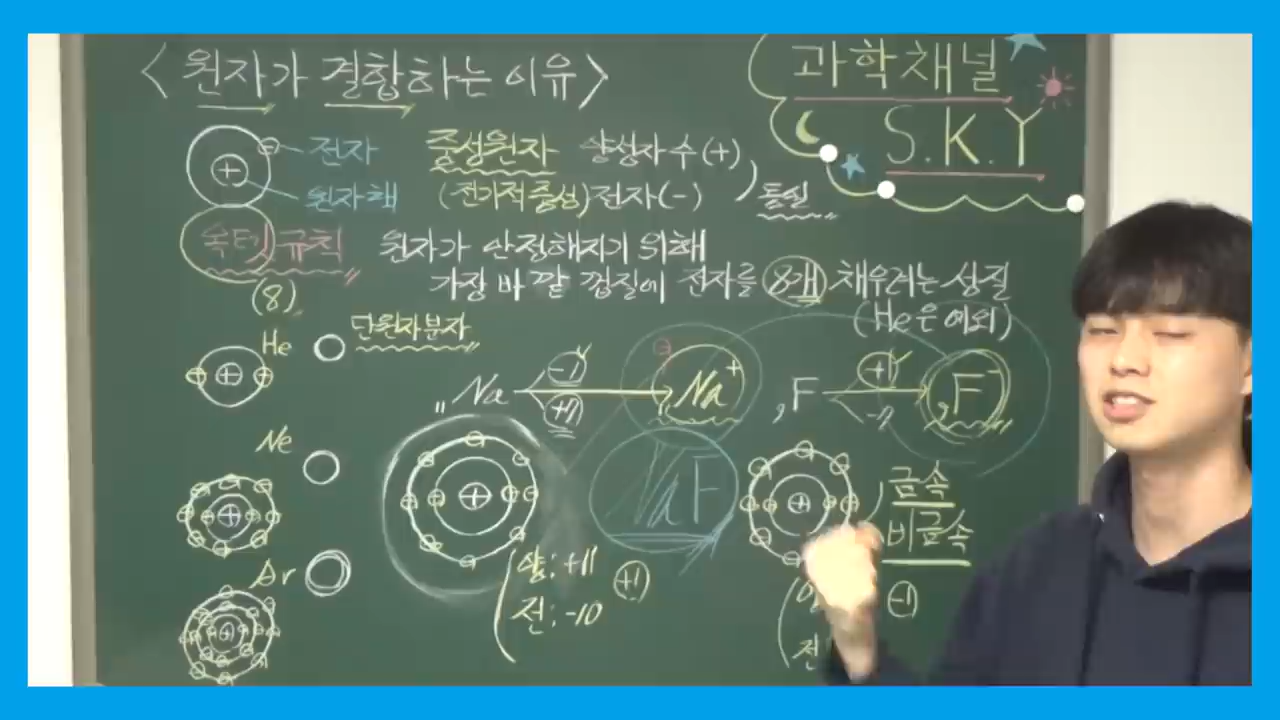 <원자가 결합하는 이유>
과학채널
S.K.Y
전자
원자핵
중성원자 양성자 수(+)
(전기적중성) 전자(-)
동일
옥텟규칙 원자가 안정해지기 위해
(8) 가장 바깥 껍질에 전자를 8개 채우려는 성질
(He은 예외)
He
단원자분자
Ne
Ar
"Na
-1
+1
Na+
,F
+1
-1
,F-
NaF
금속
비금속
양: +11
전: -10
+1
전
-1